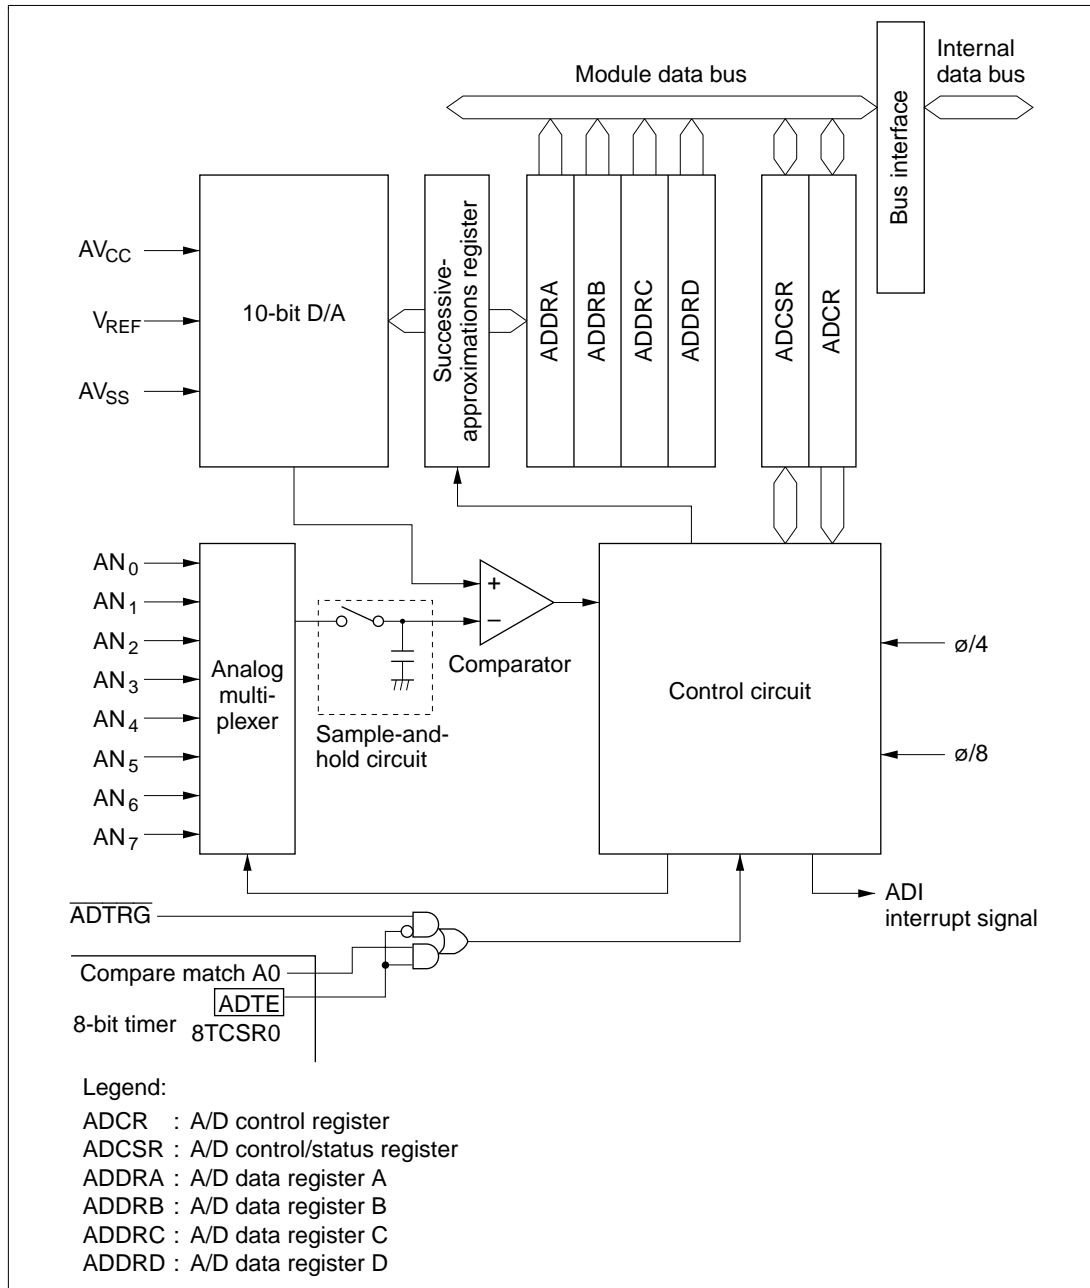 Module data bus
Internal
data bus
Bus interface
AVCC
VREF
AVSS
10-bit D/A
Successive-
approximations register
ADDRA
ADDRB
ADDRC
ADDRD
ADCSR
ADCR
AN0
AN1
AN2
AN3
AN4
AN5
AN6
AN7
Analog
multi-
plexer
Sample-and-
hold circuit
+
−
Comparator
Control circuit
ø/4
ø/8
ADI
interrupt signal
ADTRG
Compare match A0
ADTE
8-bit timer
8TCSR0
Legend:
ADCR : A/D control register
ADCSR : A/D control/status register
ADDRA : A/D data register A
ADDRB : A/D data register B
ADDRC : A/D data register C
ADDRD : A/D data register D